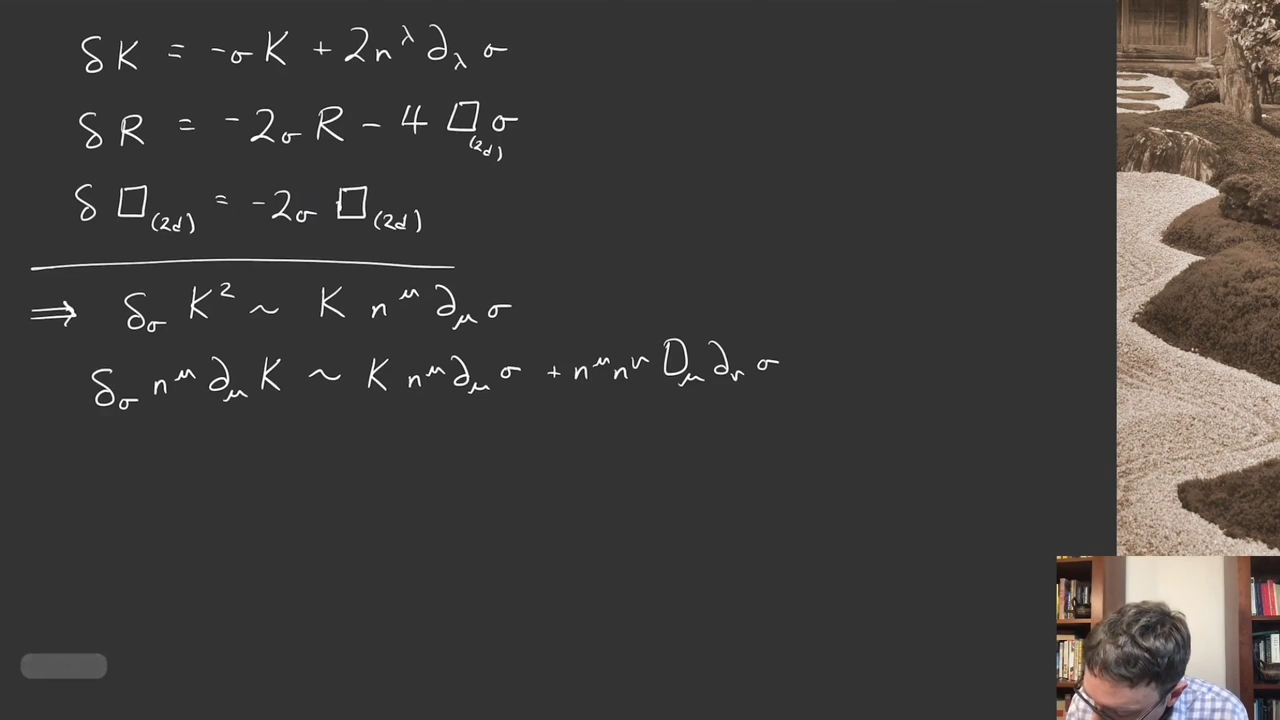 δK = -σK + 2n^λ ∂_λ σ
δR = -2σR - 4 □_(2d) σ
δ □_(2d) = -2σ □_(2d)
⇒ δ_σ K² ~ K n^μ ∂_μ σ
δ_σ n^μ ∂_μ K ~ K n^μ ∂_μ σ + n^μ n^ν D_μ ∂_ν σ